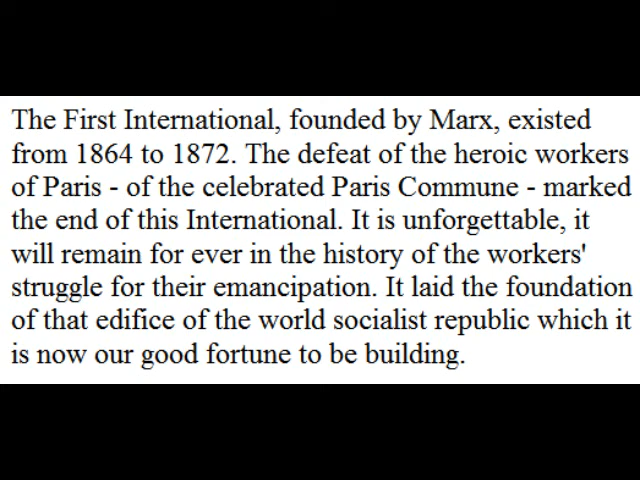 The First International, founded by Marx, existed
from 1864 to 1872. The defeat of the heroic workers
of Paris - of the celebrated Paris Commune - marked
the end of this International. It is unforgettable, it
will remain for ever in the history of the workers'
struggle for their emancipation. It laid the foundation
of that edifice of the world socialist republic which it
is now our good fortune to be building.